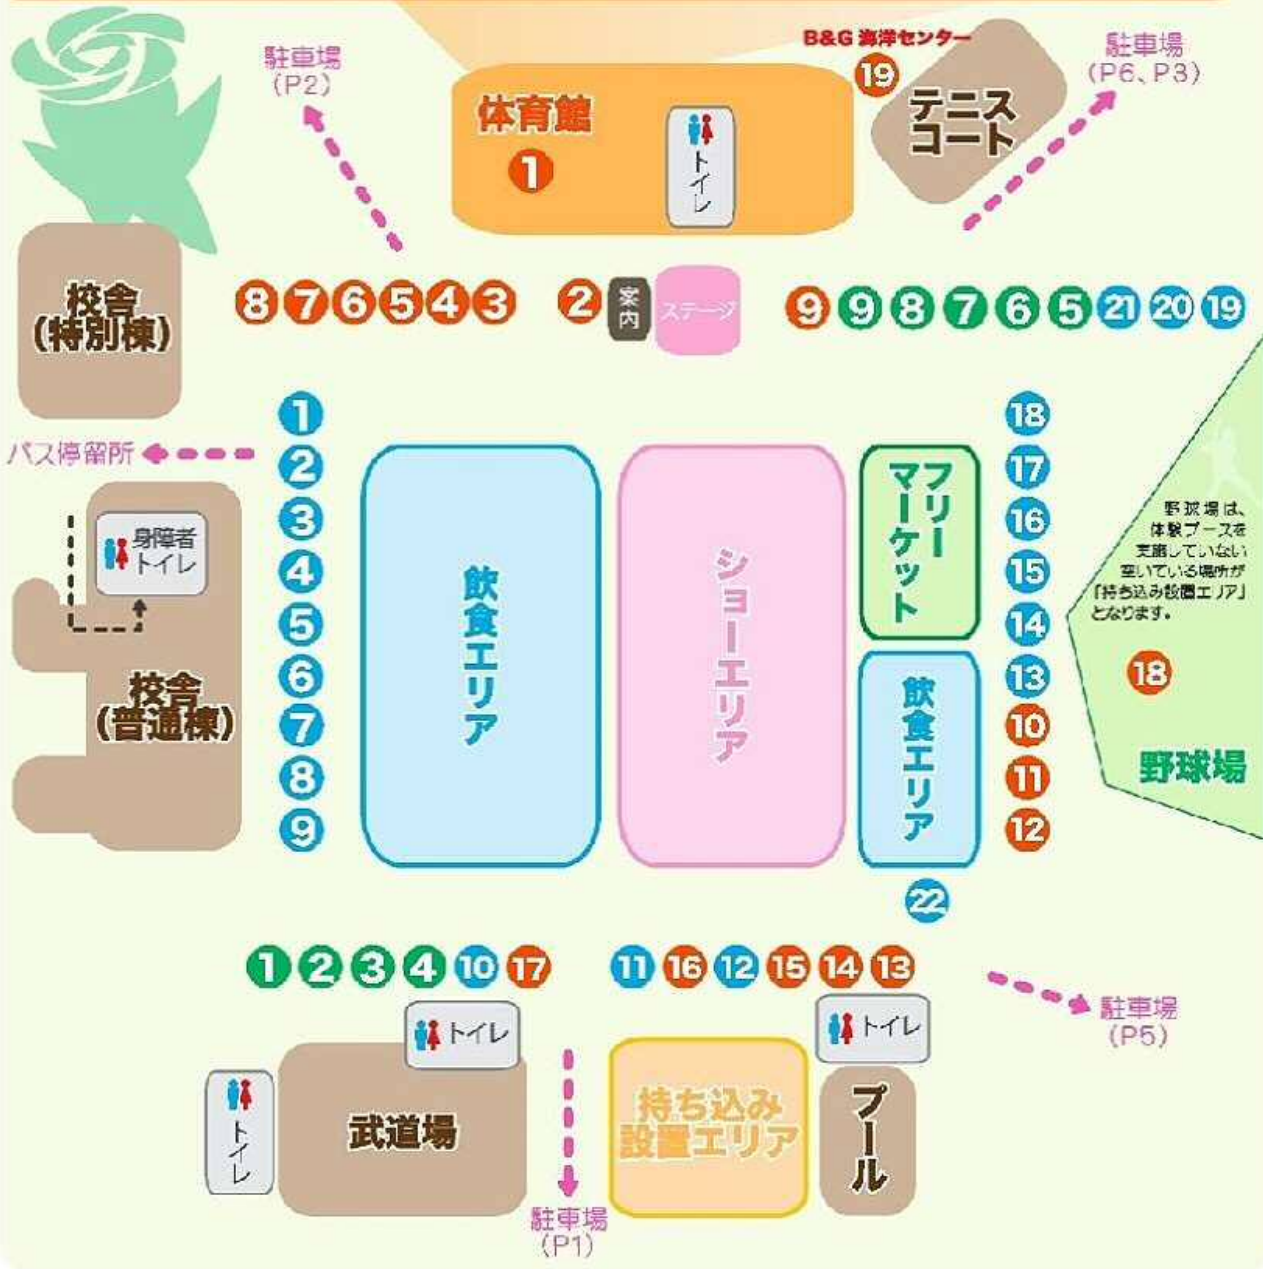 B&G 海洋センター
駐車場
(P2)
駐車場
(P6、P3)
19
体育館
1
トイレ
テニス
コート
校舎
(特別棟)
8 7 6 5 4 3
2
案内
ステージ
9 9 8 7 6 5 21 20 19
バス停留所
1
2
3
4
5
6
7
8
9
身障者
トイレ
校舎
(普通棟)
飲食エリア
ショーエリア
フリー
マーケット
飲食エリア
18
17
16
15
14
13
10
11
12
22
野球場は、
体験ブースを
実施していない
空いている場所が
「持ち込み設置エリア」
となります。
18
野球場
1 2 3 4 10 17
11 16 12 15 14 13
トイレ
トイレ
トイレ
武道場
持ち込み
設置エリア
プール
駐車場
(P5)
駐車場
(P1)